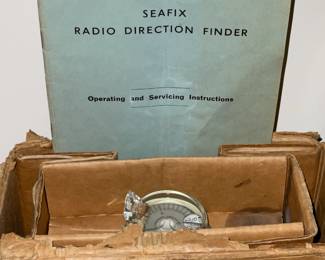 SEAFIX
RADIO DIRECTION FINDER
Operating and Servicing Instructions